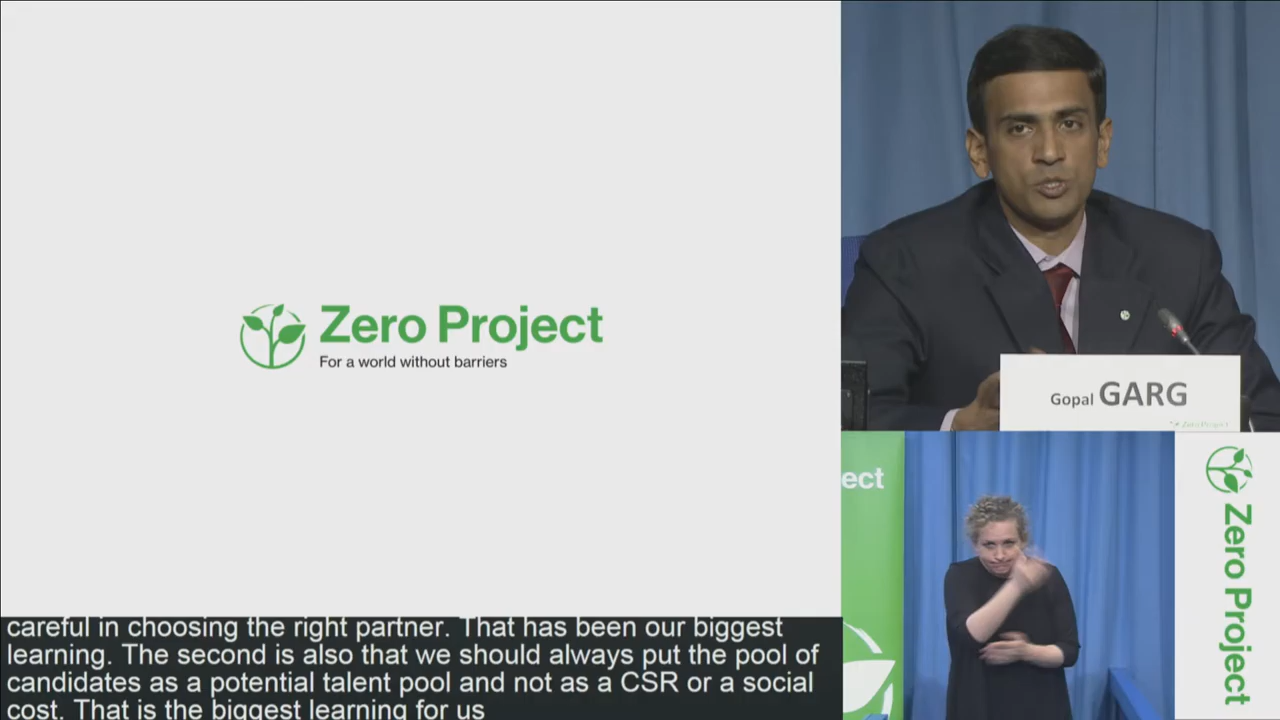 Zero Project
For a world without barriers
careful in choosing the right partner. That has been our biggest
learning. The second is also that we should always put the pool of
candidates as a potential talent pool and not as a CSR or a social
cost. That is the biggest learning for us
Gopal GARG
Zero Project
ect
Zero Project